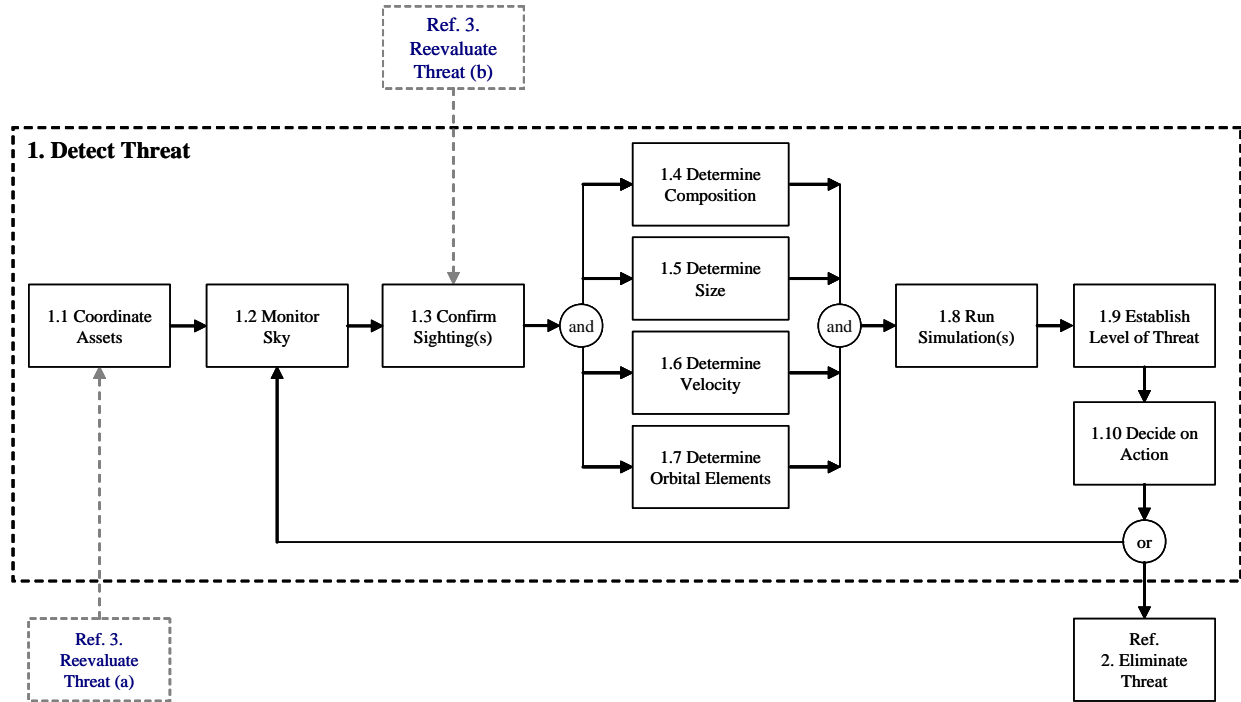 Ref. 3.
Reevaluate
Threat (b)
1. Detect Threat
1.1 Coordinate
Assets
1.2 Monitor
Sky
1.3 Confirm
Sighting(s)
and
1.4 Determine
Composition
1.5 Determine
Size
1.6 Determine
Velocity
1.7 Determine
Orbital Elements
and
1.8 Run
Simulation(s)
1.9 Establish
Level of Threat
1.10 Decide on
Action
or
Ref. 3.
Reevaluate
Threat (a)
Ref.
2. Eliminate
Threat